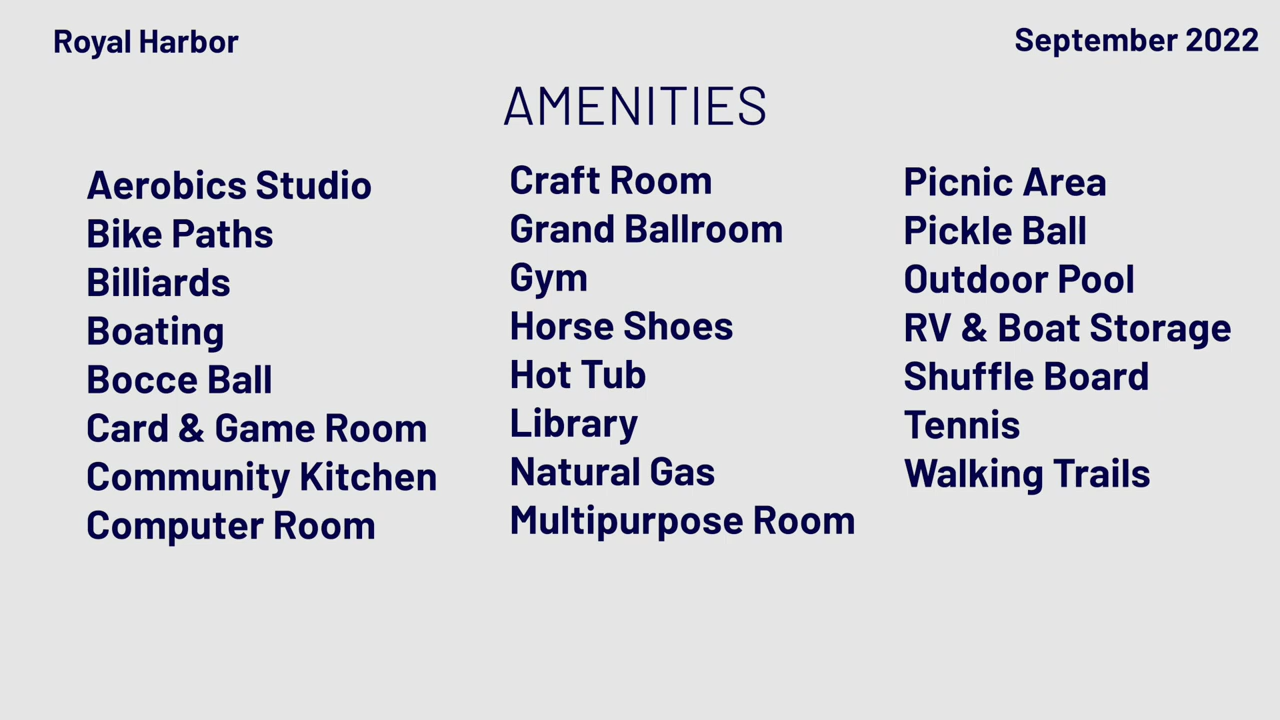 Royal Harbor
September 2022
AMENITIES
Aerobics Studio
Bike Paths
Billiards
Boating
Bocce Ball
Card & Game Room
Community Kitchen
Computer Room
Craft Room
Grand Ballroom
Gym
Horse Shoes
Hot Tub
Library
Natural Gas
Multipurpose Room
Picnic Area
Pickle Ball
Outdoor Pool
RV & Boat Storage
Shuffle Board
Tennis
Walking Trails